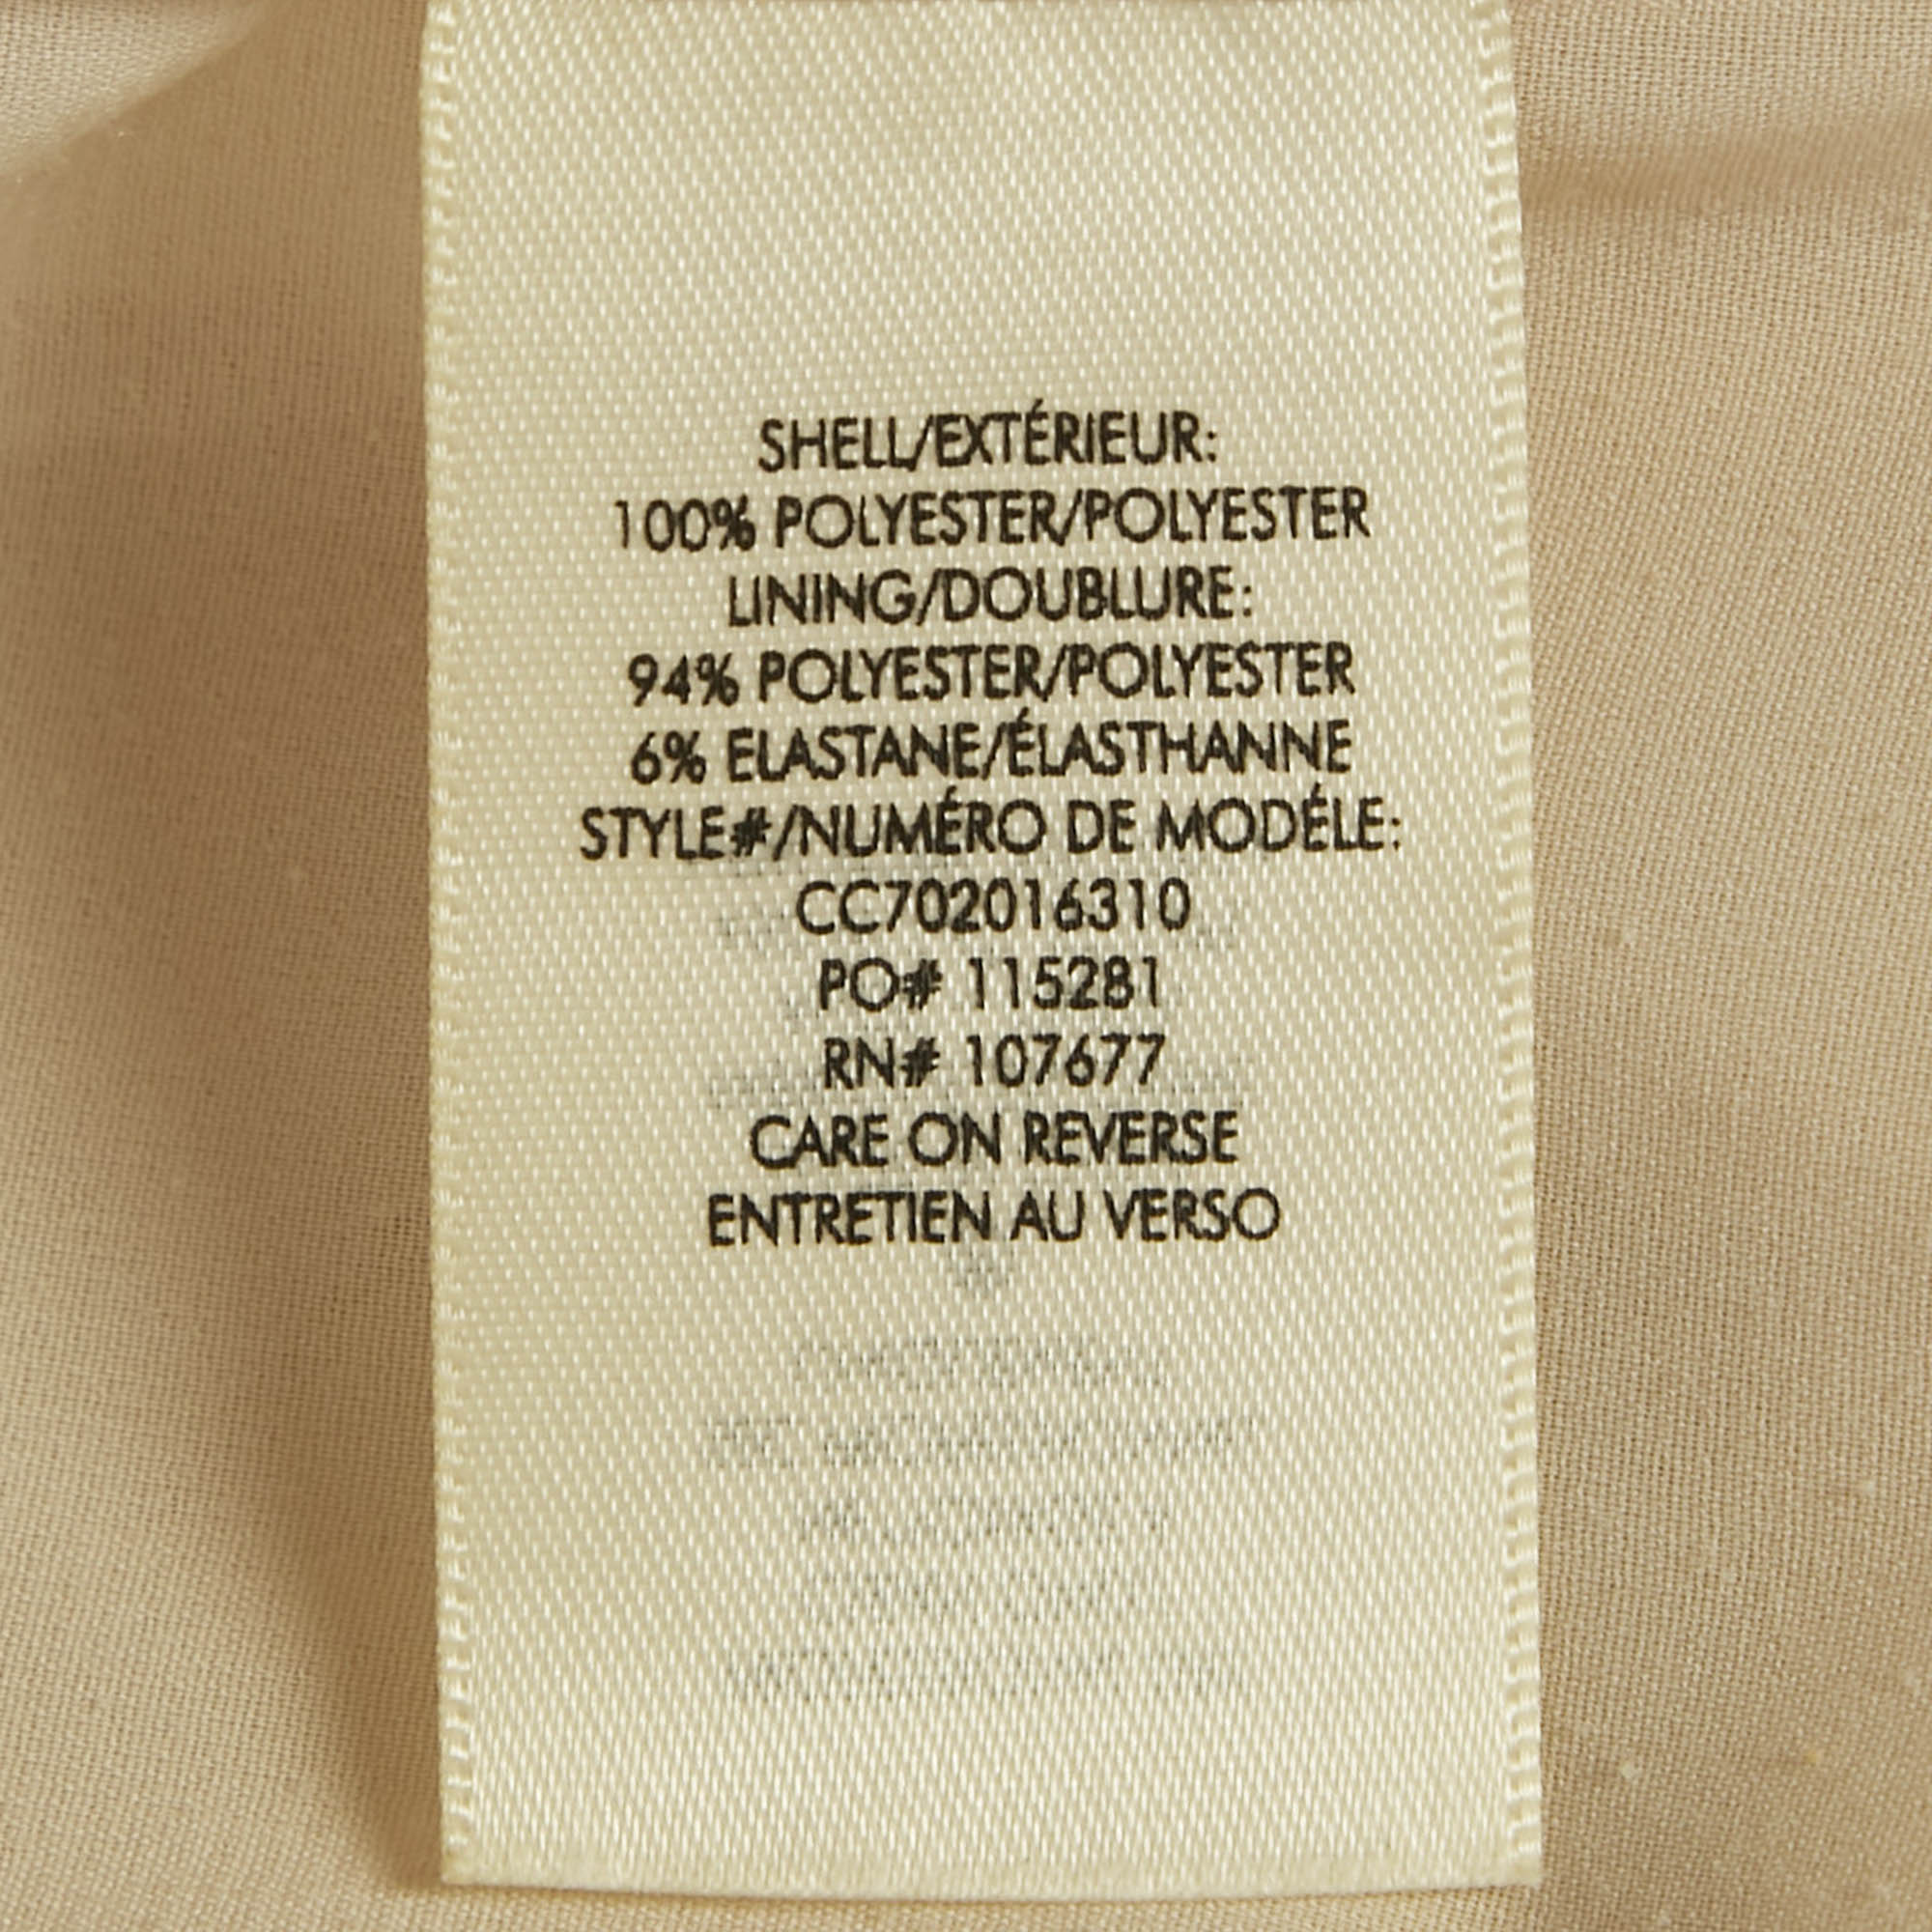 SHELL/EXTÉRIEUR:
100% POLYESTER/POLYESTER
LINING/DOUBLURE:
94% POLYESTER/POLYESTER
6% ELASTANE/ÉLASTHANNE
STYLE#/NUMÉRO DE MODÉLE:
CC702016310
PO# 115281
RN# 107677
CARE ON REVERSE
ENTRETIEN AU VERSO